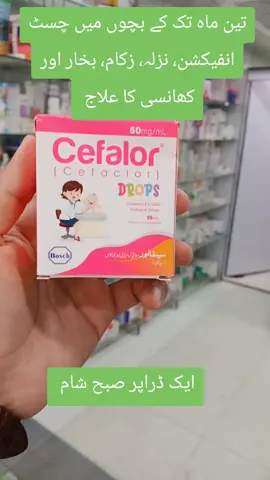 تین ماہ تک کے بچوں میں چسٹ
انفیکشن، نزلہ، زکام، بخار اور
کھانسی کا علاج
50mg/mL
Cefalor
[Cefaclor]
DROPS
Bosch
ایک ڈراپر صبح شام